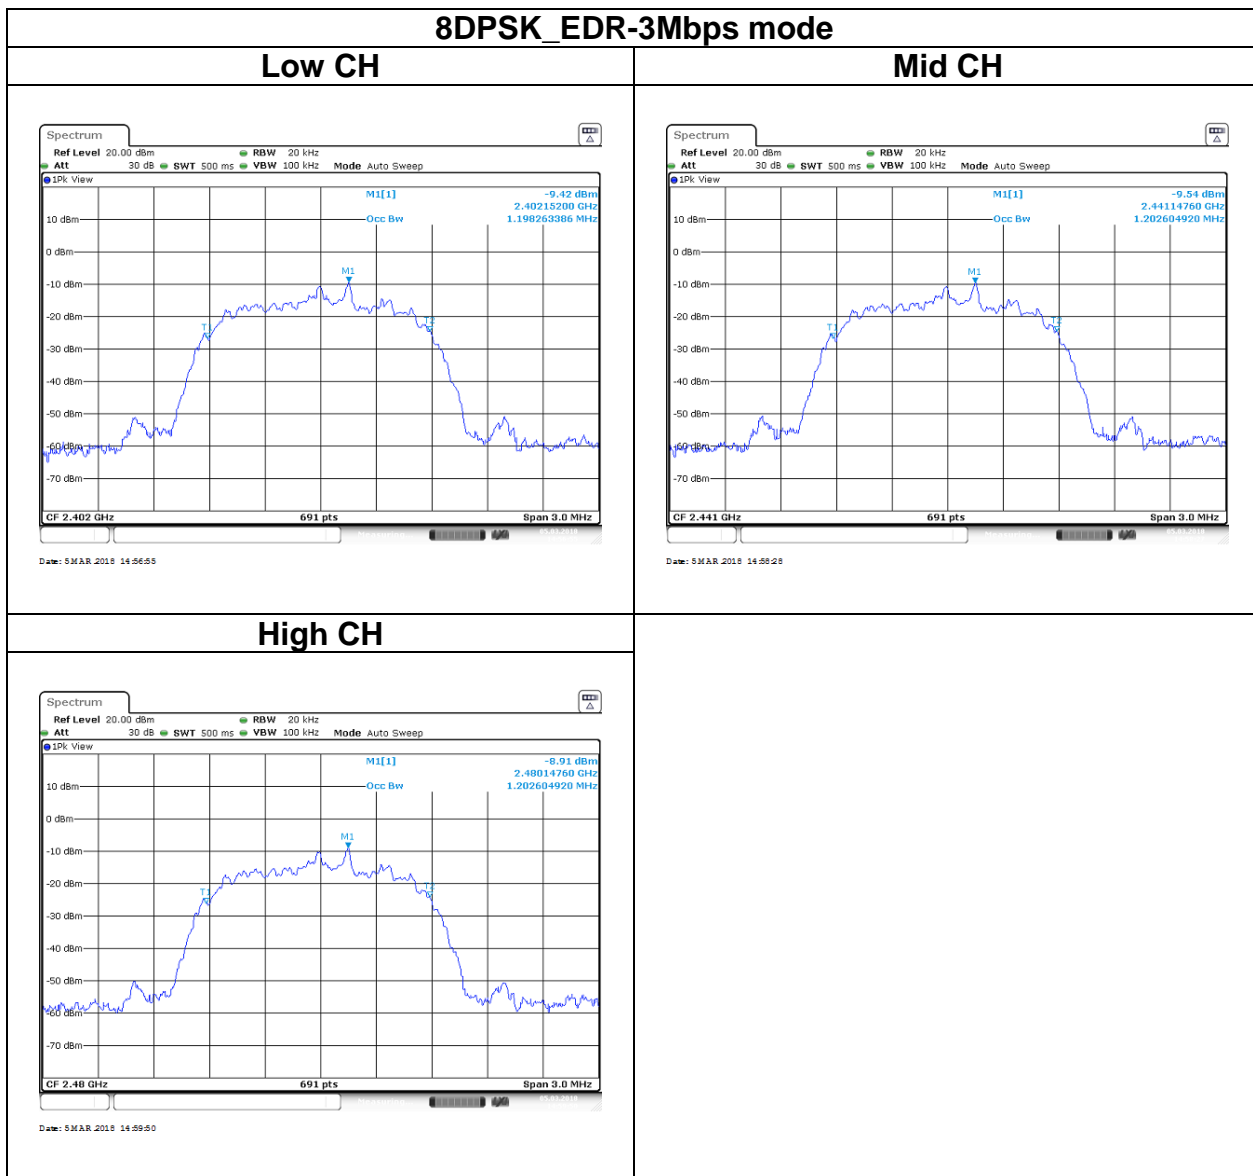 8DPSK_EDR-3Mbps mode
Low CH
Mid CH
Spectrum
Ref Level 20.00 dBm RBW 20 kHz
Att 30 dB SWT 500 ms VBW 100 kHz Mode Auto Sweep
1Pk View
M1[1] -9.42 dBm
2.40215200 GHz
10 dBm Occ Bw 1.198263386 MHz
0 dBm
M1
-10 dBm
-20 dBm
T1
T2
-30 dBm
-40 dBm
-50 dBm
-60 dBm
-70 dBm
CF 2.402 GHz 691 pts Span 3.0 MHz
Measuring... 05.03.2018
Date: 5.MAR.2018 14:56:55
Spectrum
Ref Level 20.00 dBm RBW 20 kHz
Att 30 dB SWT 500 ms VBW 100 kHz Mode Auto Sweep
1Pk View
M1[1] -9.54 dBm
2.44114760 GHz
10 dBm Occ Bw 1.202604920 MHz
0 dBm
M1
-10 dBm
-20 dBm
T1
T2
-30 dBm
-40 dBm
-50 dBm
-60 dBm
-70 dBm
CF 2.441 GHz 691 pts Span 3.0 MHz
Measuring... 05.03.2018
Date: 5.MAR.2018 14:58:28
High CH
Spectrum
Ref Level 20.00 dBm RBW 20 kHz
Att 30 dB SWT 500 ms VBW 100 kHz Mode Auto Sweep
1Pk View
M1[1] -8.91 dBm
2.48014760 GHz
10 dBm Occ Bw 1.202604920 MHz
0 dBm
M1
-10 dBm
-20 dBm
T1
T2
-30 dBm
-40 dBm
-50 dBm
-60 dBm
-70 dBm
CF 2.48 GHz 691 pts Span 3.0 MHz
Measuring... 05.03.2018
Date: 5.MAR.2018 14:59:50